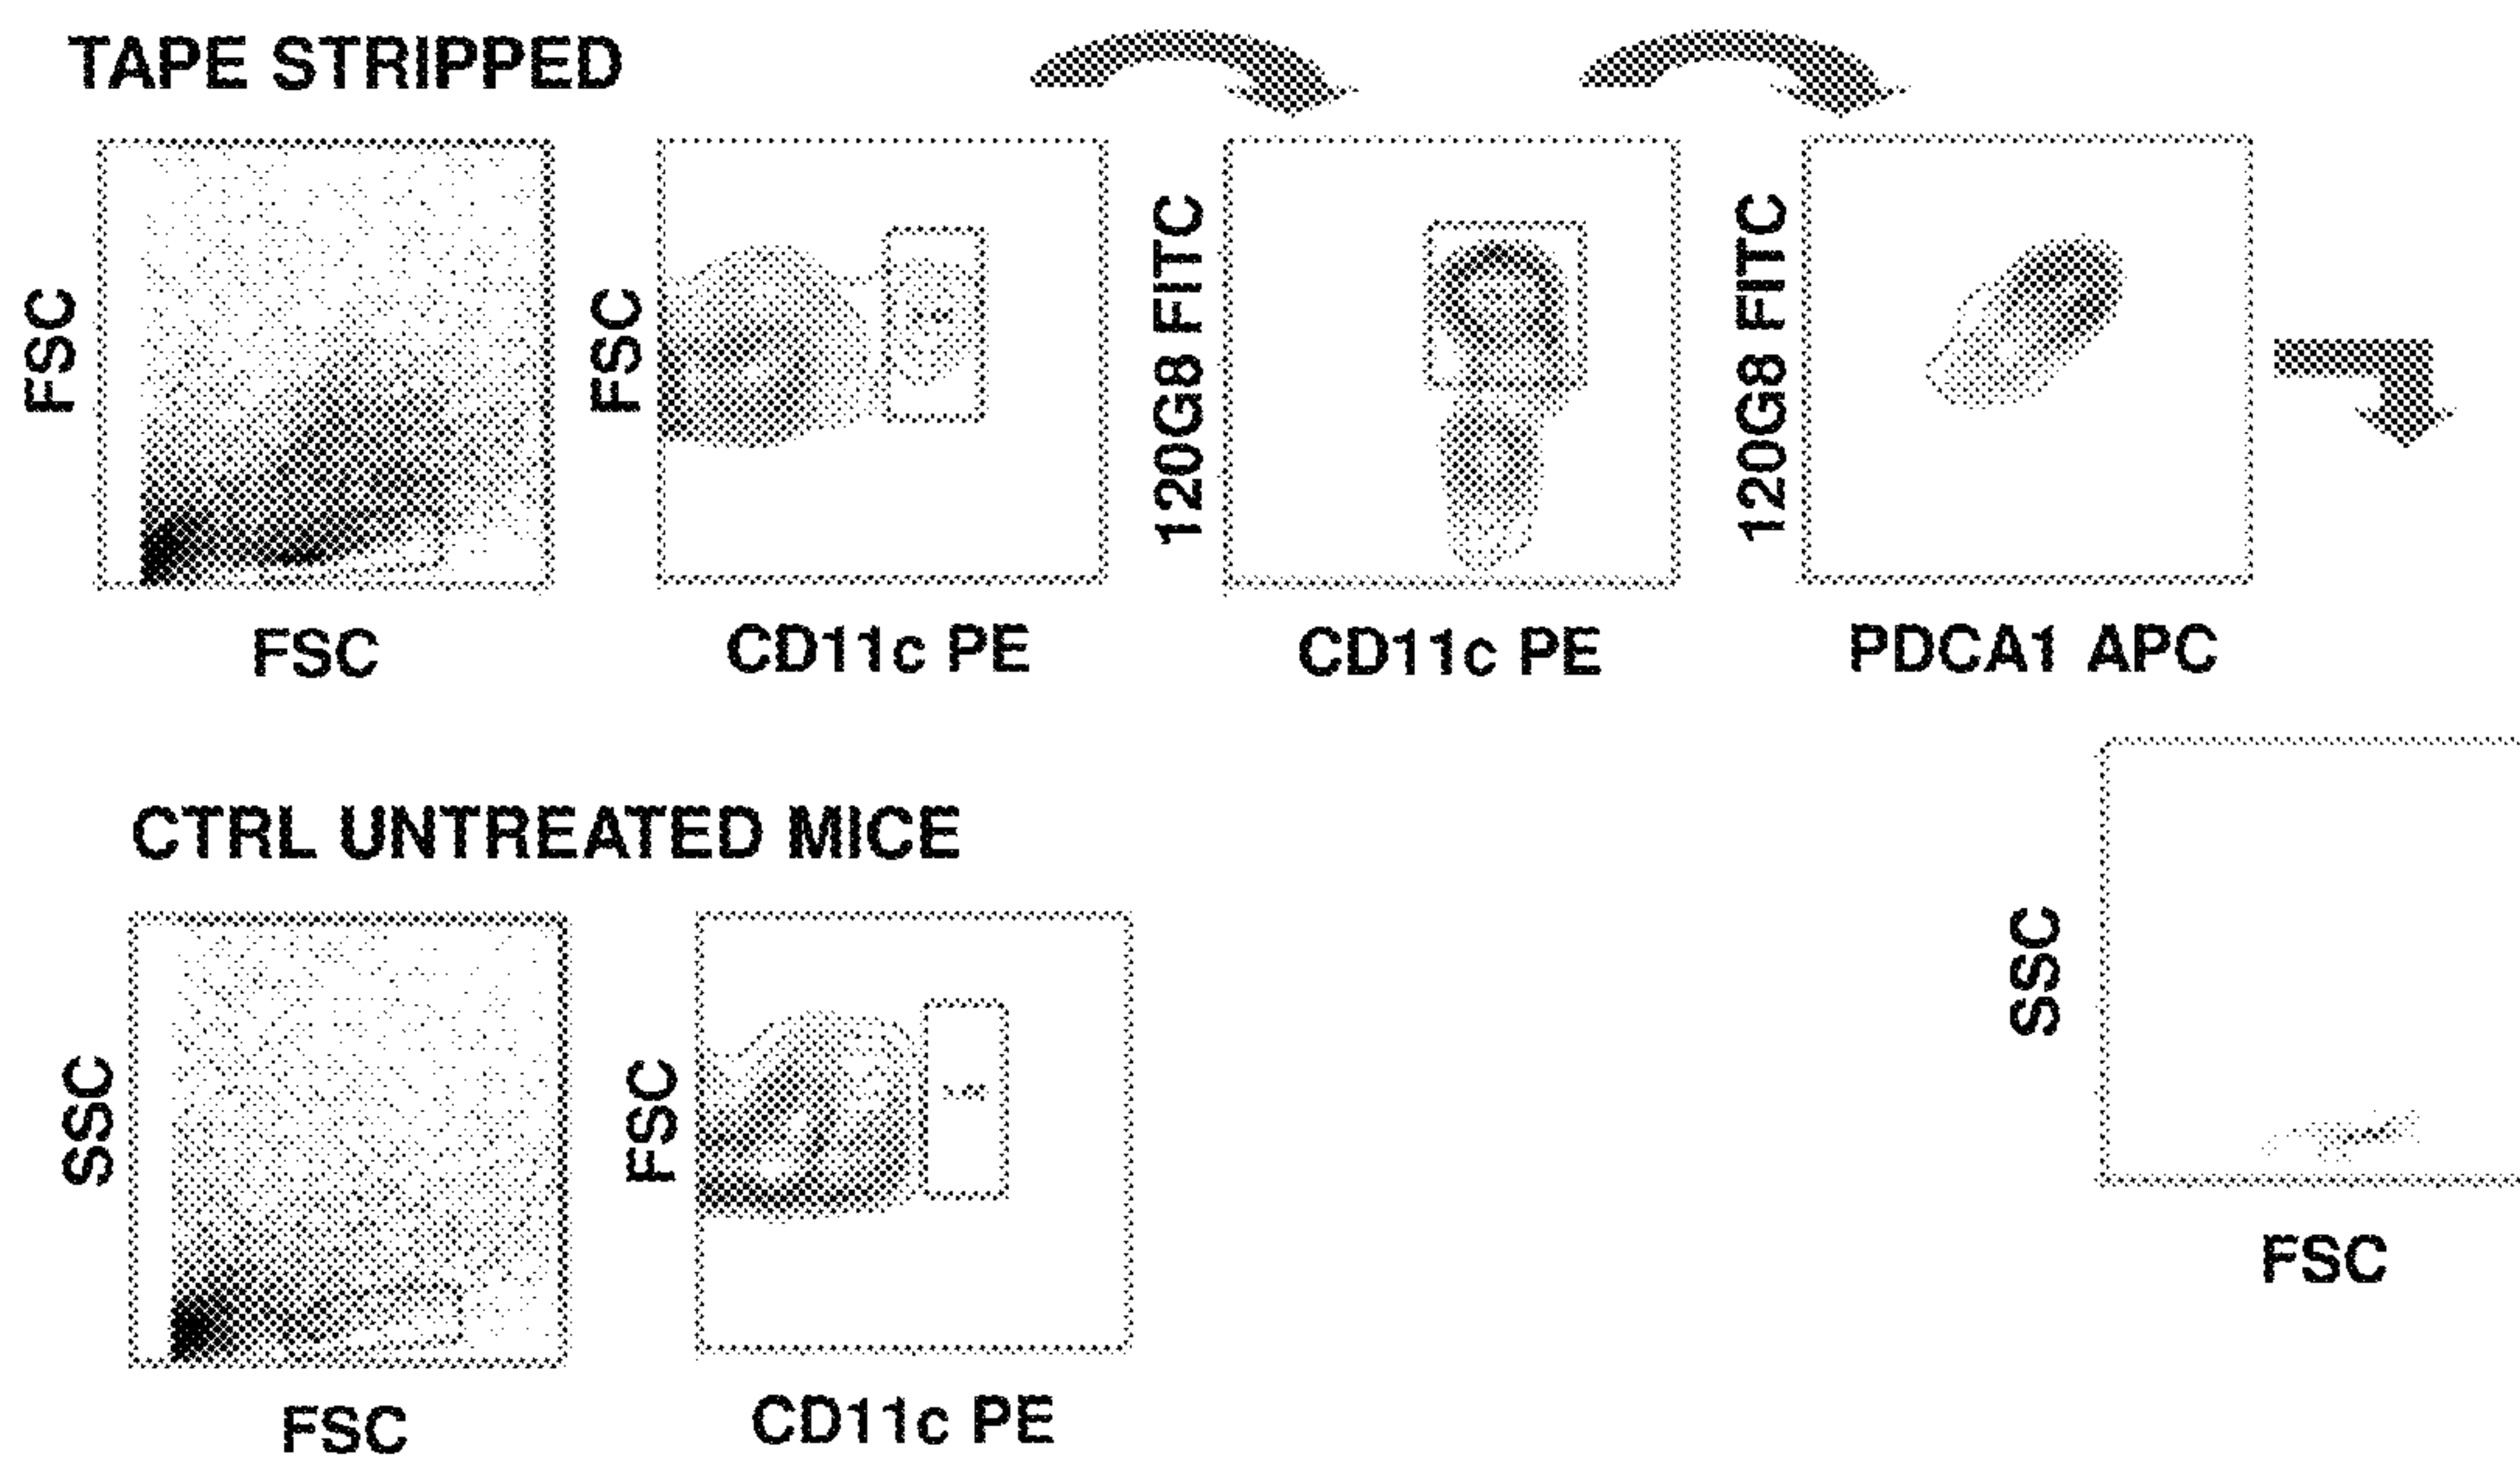 TAPE STRIPPED
FSC
FSC
FSC
CD11c PE
120G8 FITC
CD11c PE
120G8 FITC
PDCA1 APC
CTRL UNTREATED MICE
SSC
FSC
FSC
CD11c PE
SSC
FSC